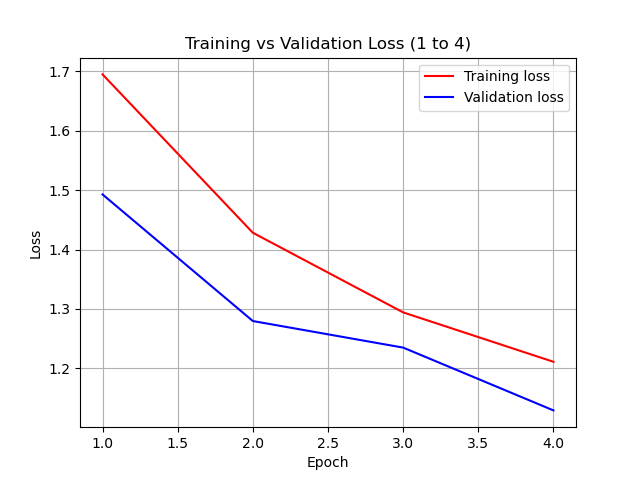 Training vs Validation Loss (1 to 4)
Training loss
Validation loss
1.7
1.6
1.5
1.4
1.3
1.2
Loss
1.0 1.5 2.0 2.5 3.0 3.5 4.0
Epoch